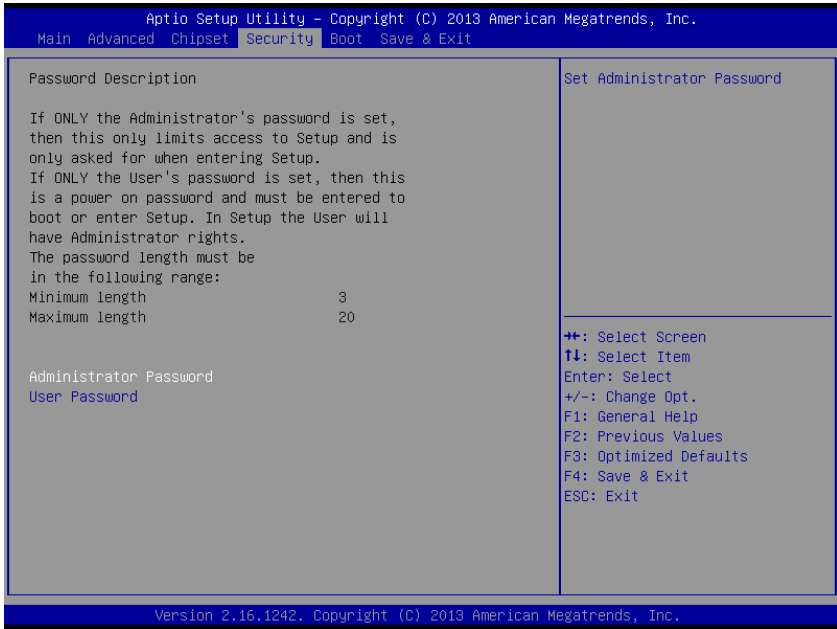 Aptio Setup Utility – Copyright (C) 2013 American Megatrends, Inc.
Main Advanced Chipset Security Boot Save & Exit
Password Description
If ONLY the Administrator's password is set,
then this only limits access to Setup and is
only asked for when entering Setup.
If ONLY the User's password is set, then this
is a power on password and must be entered to
boot or enter Setup. In Setup the User will
have Administrator rights.
The password length must be
in the following range:
Minimum length 3
Maximum length 20
Administrator Password
User Password
Set Administrator Password
→←: Select Screen
↑↓: Select Item
Enter: Select
+/-: Change Opt.
F1: General Help
F2: Previous Values
F3: Optimized Defaults
F4: Save & Exit
ESC: Exit
Version 2.16.1242. Copyright (C) 2013 American Megatrends, Inc.